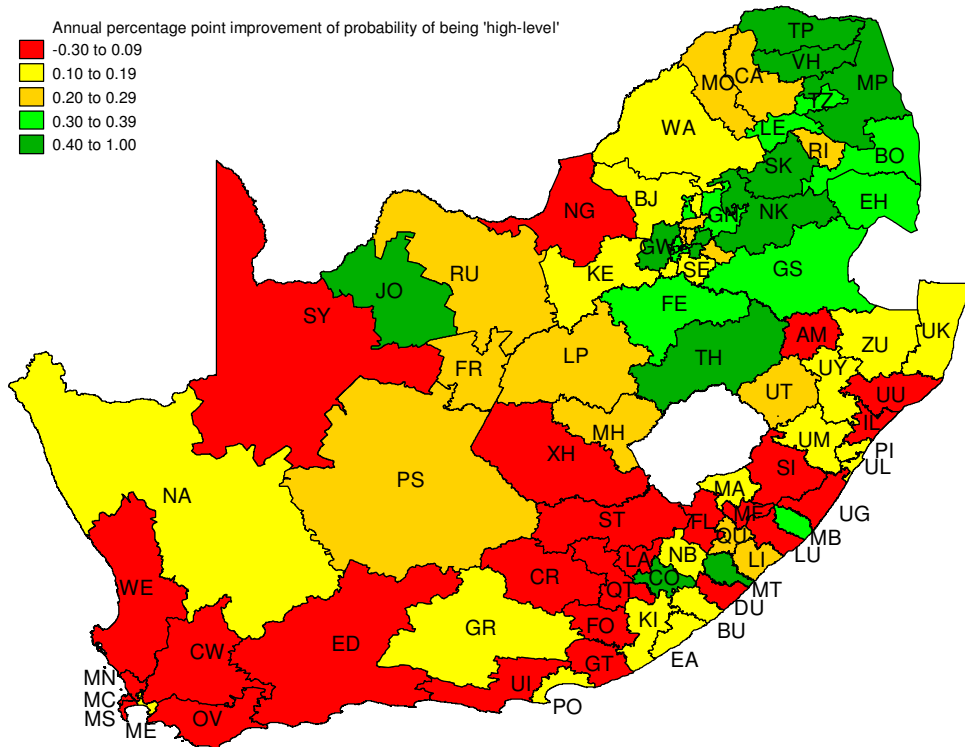 Annual percentage point improvement of probability of being 'high-level'
-0.30 to 0.09
0.10 to 0.19
0.20 to 0.29
0.30 to 0.39
0.40 to 1.00
TP
VH
MO
CA
MP
TZ
WA
LE
RI
BO
SK
BJ
EH
NG
GN
NK
GW
SE
KE
GS
RU
JO
SY
FE
UK
AM
ZU
TH
LP
FR
UY
UT
UU
IL
MH
UM
PI
XH
SI
UL
PS
MA
NA
UG
ST
FL
MF
QU
MB
LU
NB
LA
LI
CO
CR
QT
MT
WE
DU
KI
FO
BU
GR
ED
CW
EA
GT
MN
UI
MC
PO
MS
OV
ME